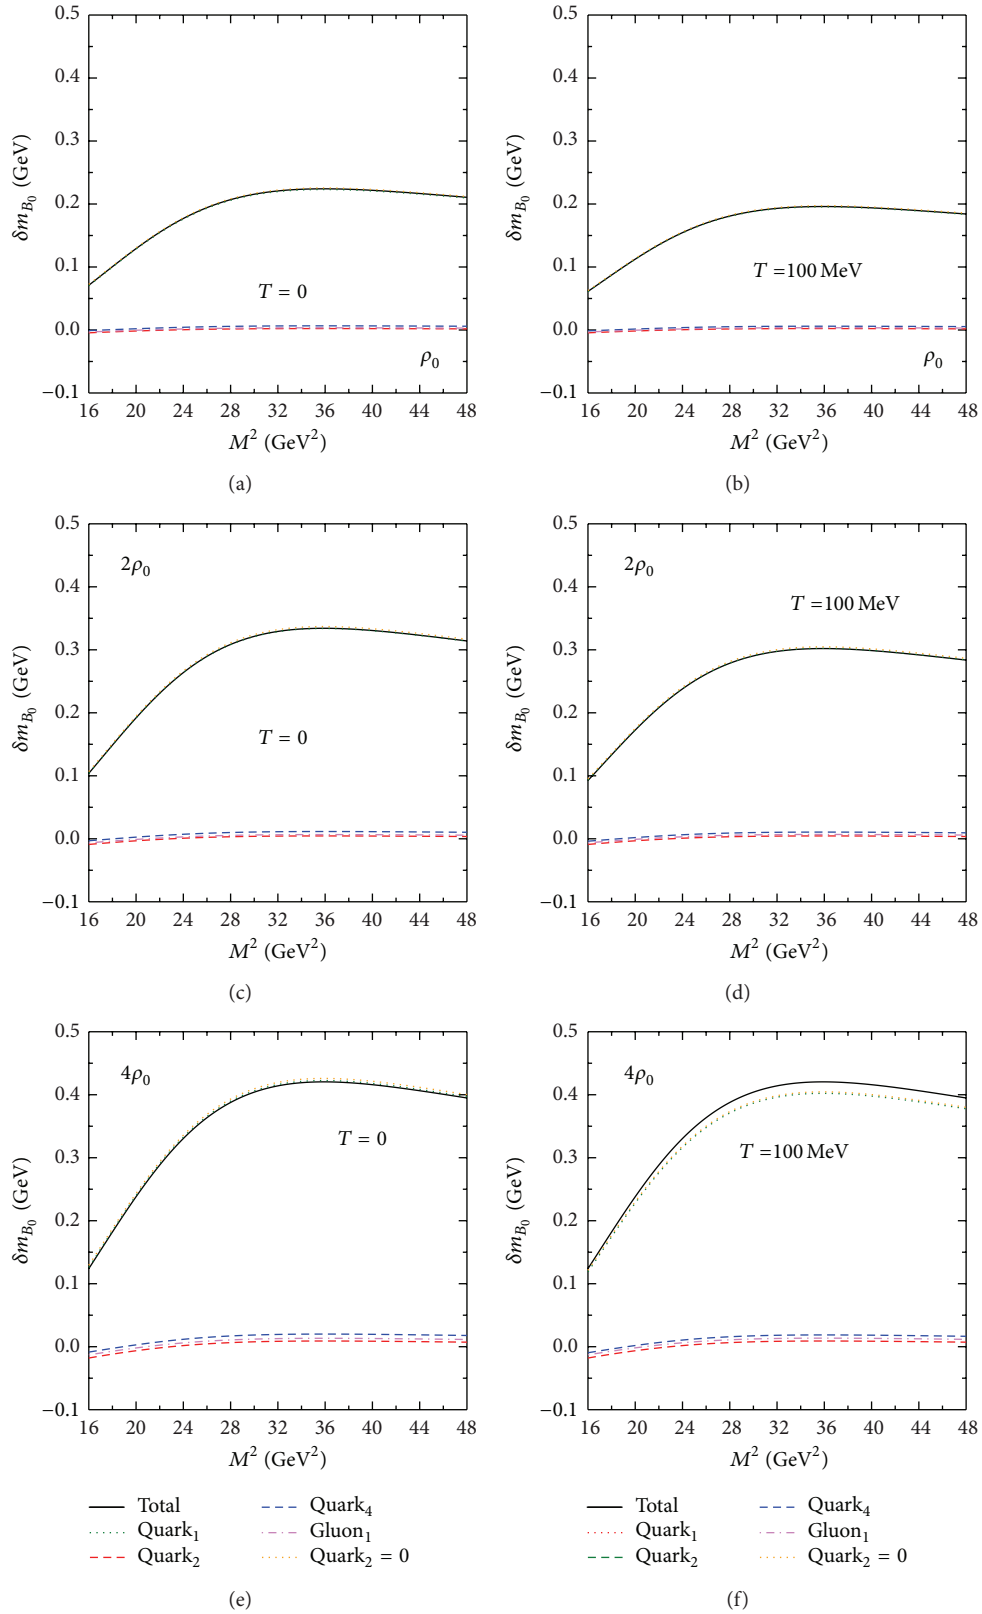 0.5
0.4
0.3
0.2
0.1
0.0
−0.1
δm_{B_0} (GeV)
T = 0
ρ_0
16 20 24 28 32 36 40 44 48
M^2 (GeV^2)
(a)
0.5
0.4
0.3
0.2
0.1
0.0
−0.1
δm_{B_0} (GeV)
T =100 MeV
ρ_0
16 20 24 28 32 36 40 44 48
M^2 (GeV^2)
(b)
0.5
0.4
0.3
0.2
0.1
0.0
−0.1
δm_{B_0} (GeV)
2ρ_0
T = 0
16 20 24 28 32 36 40 44 48
M^2 (GeV^2)
(c)
0.5
0.4
0.3
0.2
0.1
0.0
−0.1
δm_{B_0} (GeV)
2ρ_0
T =100 MeV
16 20 24 28 32 36 40 44 48
M^2 (GeV^2)
(d)
0.5
0.4
0.3
0.2
0.1
0.0
−0.1
δm_{B_0} (GeV)
4ρ_0
T = 0
16 20 24 28 32 36 40 44 48
M^2 (GeV^2)
Total
Quark_1
Quark_2
Quark_4
Gluon_1
Quark_2 = 0
(e)
0.5
0.4
0.3
0.2
0.1
0.0
−0.1
δm_{B_0} (GeV)
4ρ_0
T =100 MeV
16 20 24 28 32 36 40 44 48
M^2 (GeV^2)
Total
Quark_1
Quark_2
Quark_4
Gluon_1
Quark_2 = 0
(f)